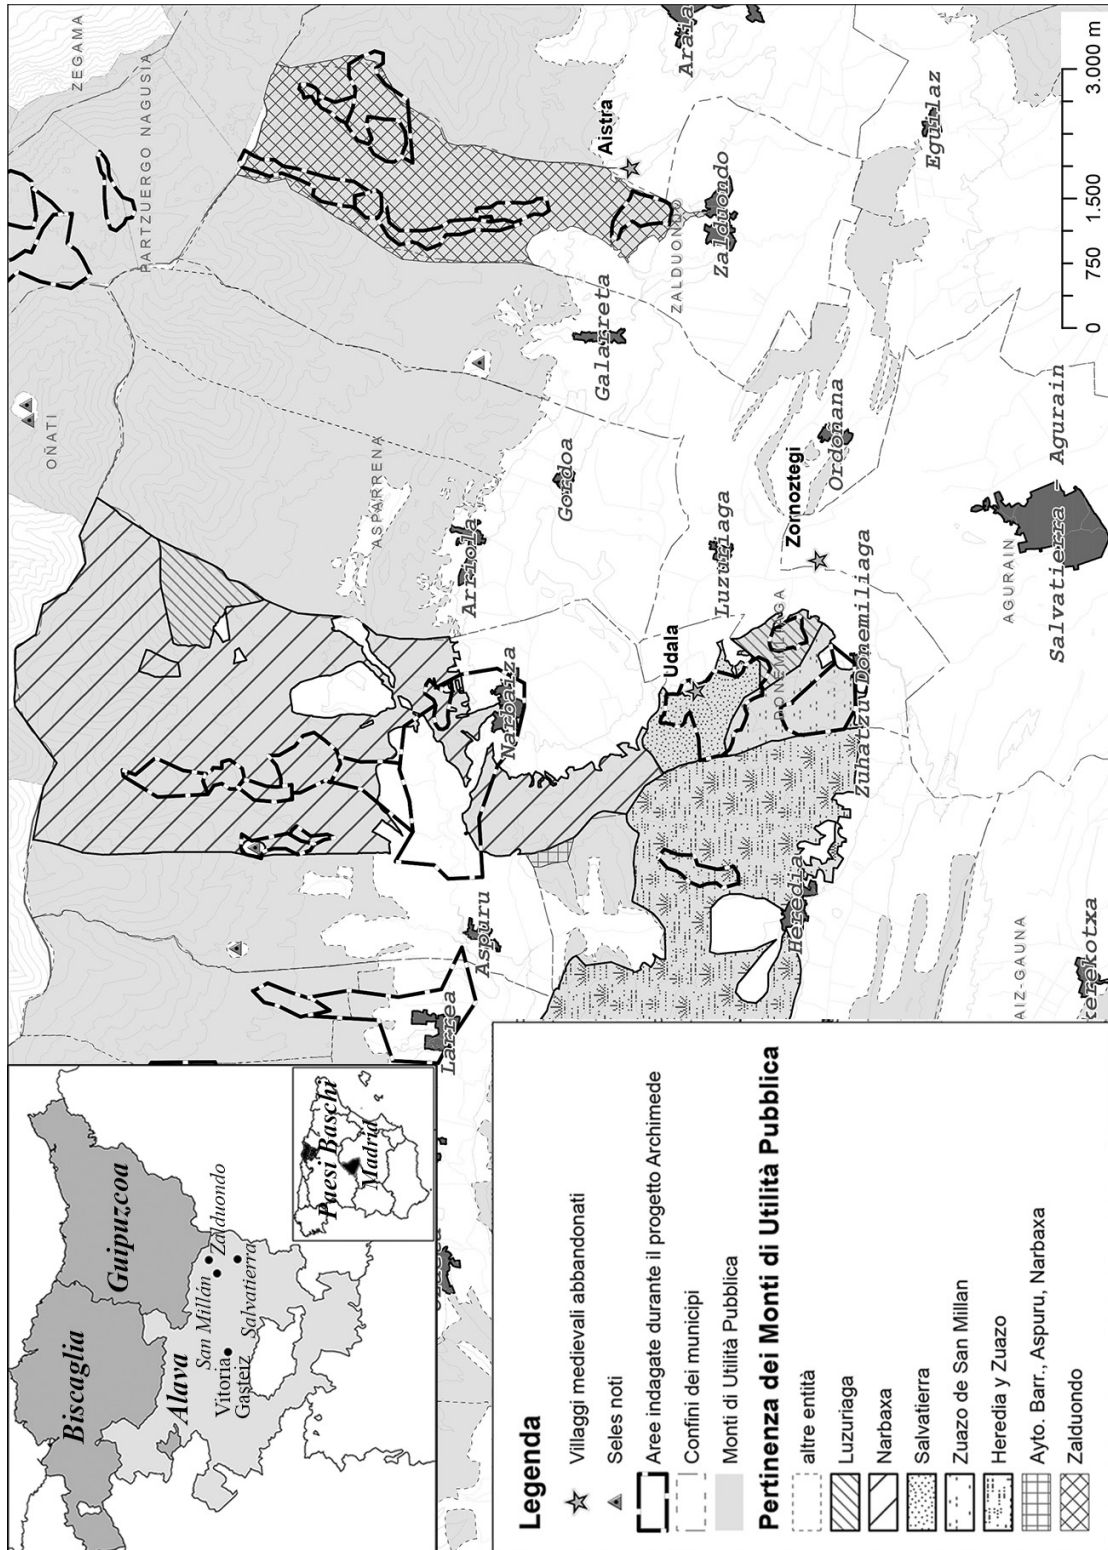 Biscaglia
Guipuzcoa
Alava
San Millán
Zalduondo
Vitoria
Gasteiz
Salvatierra
Paesi Baschi
Madrid
ZEGAMA
PARTZUERGO NAGUSIA
OÑATI
ASPARRENA
Araia
Aistra
ZALDUONDO
Zalduondo
Eguilaz
Galarreta
Gordoa
Arriola
Narbaiza
Luzuriaga
Udala
Zornoztegi
Ordoñana
Zuhatzu Donemiliaga
AGURAIN
Salvatierra - Agurain
Aspuru
Larrea
Heredia
0
750
1.500
3.000 m
Legenda
Villaggi medievali abbandonati
Seles noti
Aree indagate durante il progetto Archimede
Confini dei municipi
Monti di Utilità Pubblica
Pertinenza dei Monti di Utilità Pubblica
altre entità
Luzuriaga
Narbaxa
Salvatierra
Zuazo de San Millan
Heredia y Zuazo
Ayto. Barr., Aspuru, Narbaxa
Zalduondo